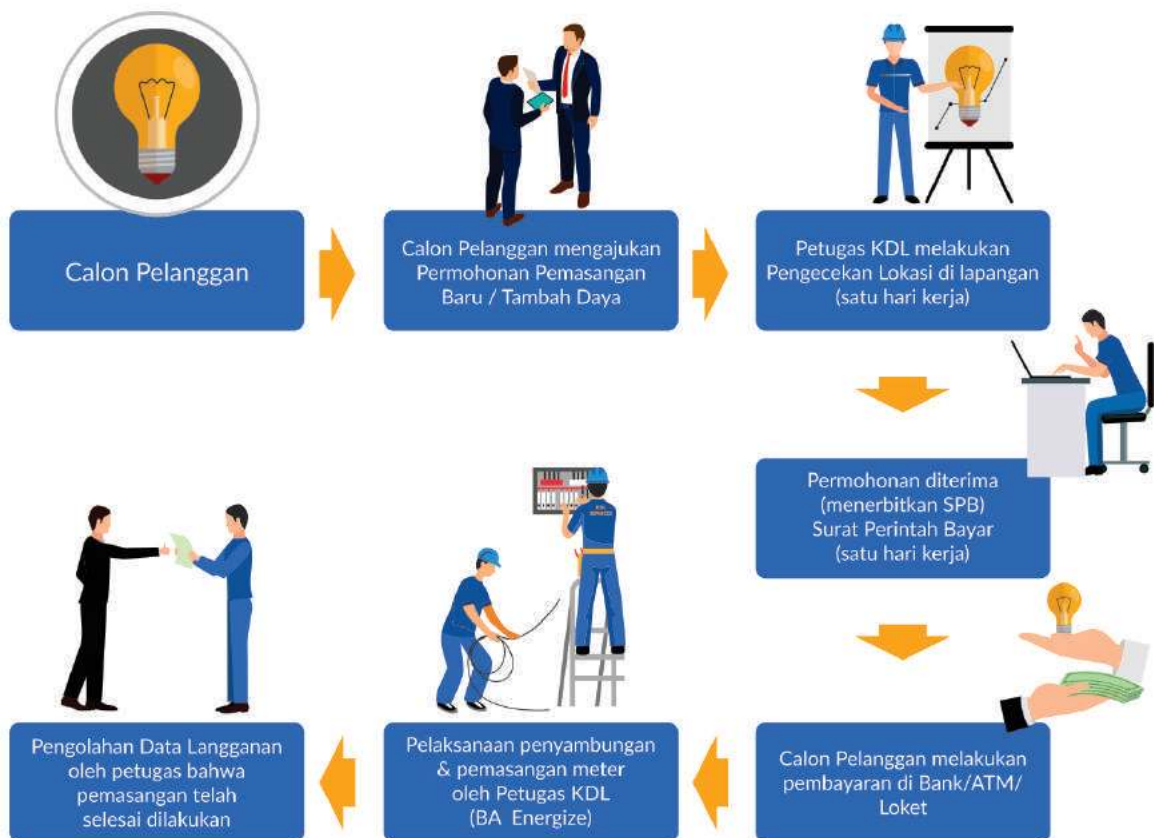 Calon Pelanggan
Calon Pelanggan mengajukan
Permohonan Pemasangan
Baru / Tambah Daya
Petugas KDL melakukan
Pengecekan Lokasi di lapangan
(satu hari kerja)
Permohonan diterima
(menerbitkan SPB)
Surat Perintah Bayar
(satu hari kerja)
Calon Pelanggan melakukan
pembayaran di Bank/ATM/
Loket
Pelaksanaan penyambungan
& pemasangan meter
oleh Petugas KDL
(BA Energize)
Pengolahan Data Langganan
oleh petugas bahwa
pemasangan telah
selesai dilakukan